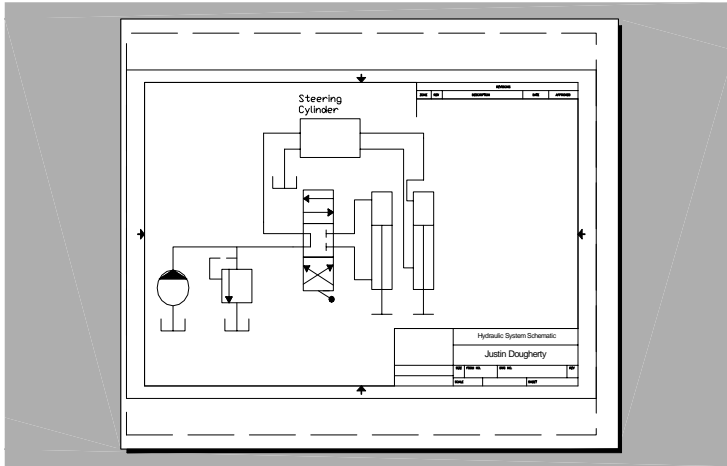 REVISIONS
ZONE REV DESCRIPTION DATE APPROVED
Steering
Cylinder
Hydraulic System Schematic
Justin Dougherty
SIZE FSCM NO. DWG NO. REV
SCALE SHEET